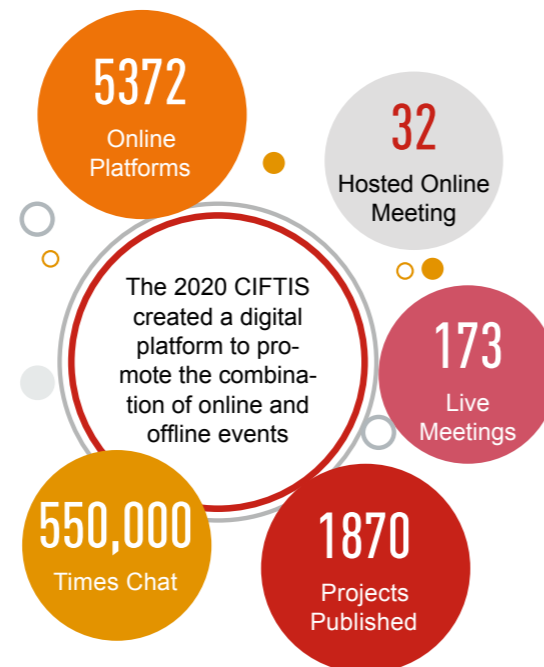 5372
Online
Platforms
32
Hosted Online
Meeting
The 2020 CIFTIS
created a digital
platform to pro-
mote the combina-
tion of online and
offline events
173
Live
Meetings
550,000
Times Chat
1870
Projects
Published